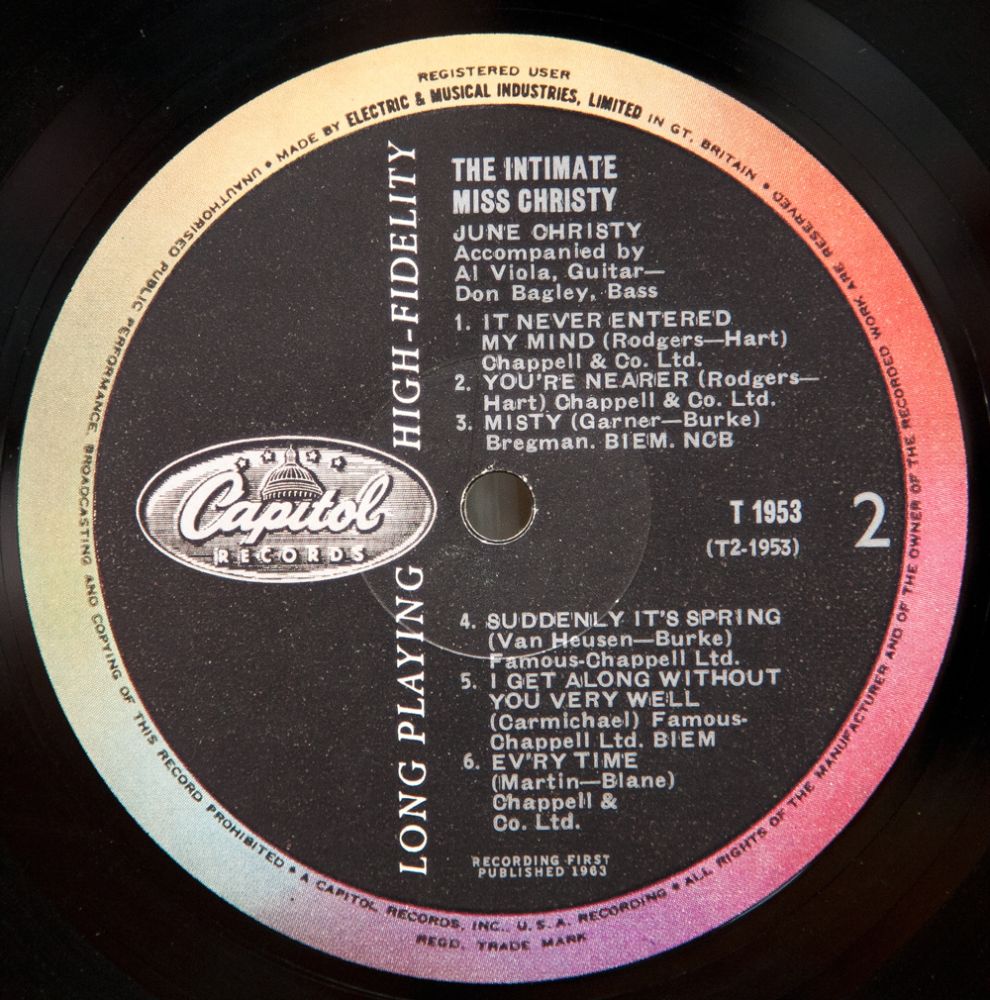 REGISTERED USER
• MADE BY ELECTRIC & MUSICAL INDUSTRIES, LIMITED IN GT. BRITAIN •
ALL RIGHTS OF THE MANUFACTURER AND OF THE OWNER OF THE RECORDED WORK ARE RESERVED
UNAUTHORISED PUBLIC PERFORMANCE, BROADCASTING AND COPYING OF THIS RECORD PROHIBITED • A CAPITOL RECORDS, INC., U.S.A. RECORDING •
REGD. TRADE MARK
LONG PLAYING HIGH-FIDELITY
Capitol
RECORDS
THE INTIMATE
MISS CHRISTY
JUNE CHRISTY
Accompanied by
Al Viola, Guitar—
Don Bagley, Bass
1. IT NEVER ENTERED
MY MIND (Rodgers—Hart)
Chappell & Co. Ltd.
2. YOU'RE NEARER (Rodgers—
Hart) Chappell & Co. Ltd.
3. MISTY (Garner—Burke)
Bregman. BIEM. NCB
T 1953
(T2-1953)
2
4. SUDDENLY IT'S SPRING
(Van Heusen—Burke)
Famous-Chappell Ltd.
5. I GET ALONG WITHOUT
YOU VERY WELL
(Carmichael) Famous-
Chappell Ltd. BIEM
6. EV'RY TIME
(Martin—Blane)
Chappell &
Co. Ltd.
RECORDING FIRST
PUBLISHED 1963